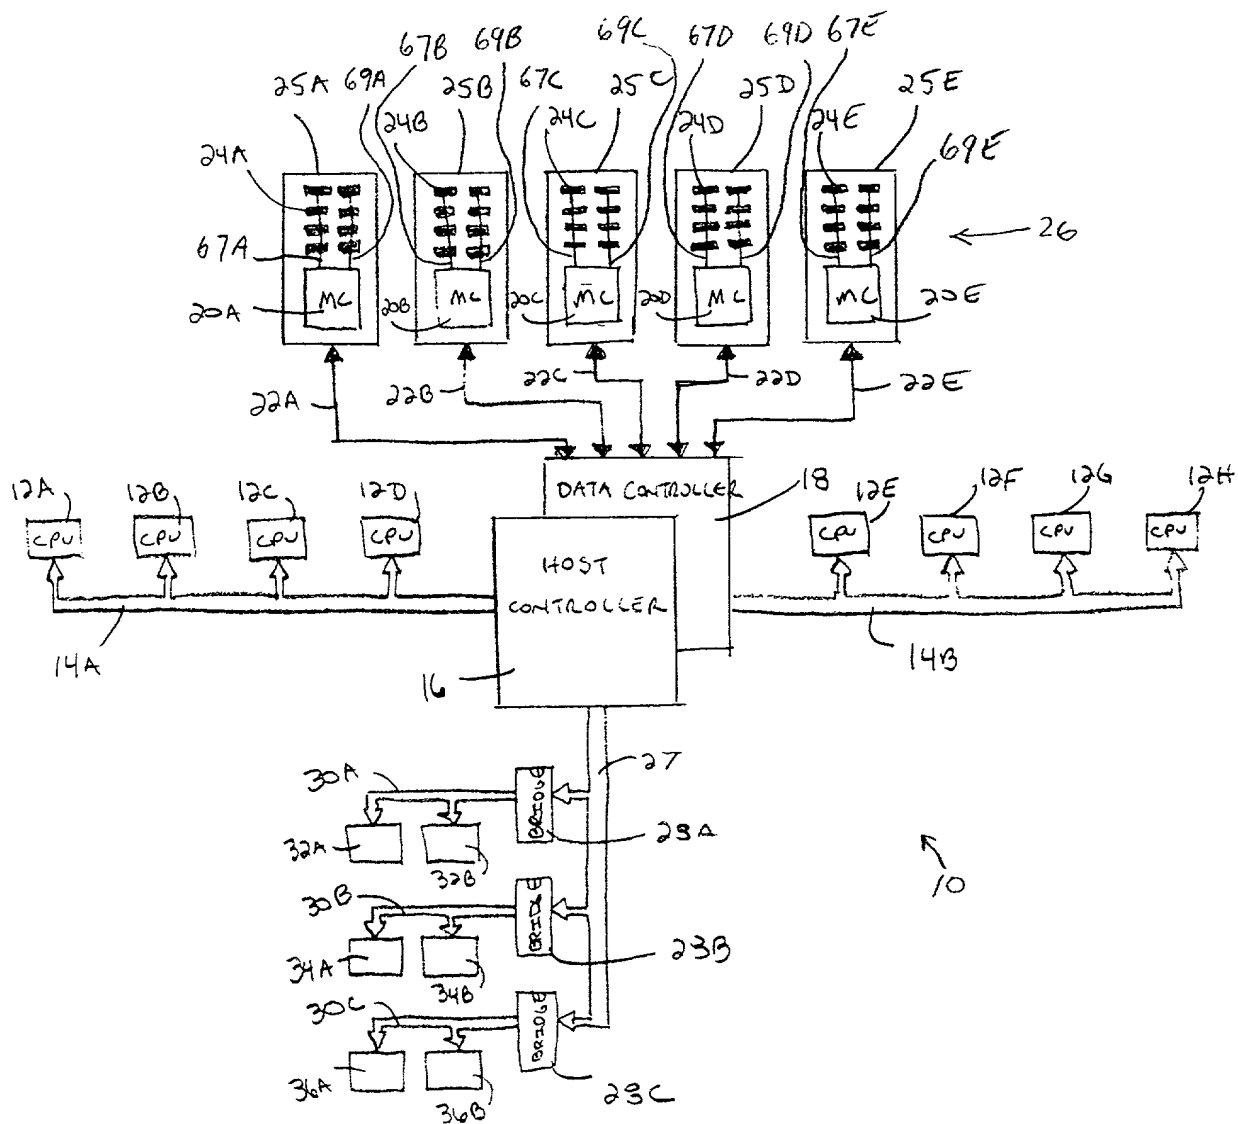 67B 69B 69C 67D 69D 67E
25A 69A 25B 67C 25C 25D 25E
24A 24B 24C 24D 24E 69E
67A 26
MC MC MC MC MC
20A 20B 20C 20D 20E
22A 22B 22C 22D 22E
12A 12B 12C 12D DATA CONTROLLER 18 12E 12F 12G 12H
CPU CPU CPU CPU CPU CPU CPU CPU
HOST
CONTROLLER
14A 14B
16
27
30A BRIDGE 29A
32A 32B
10
30B BRIDGE 29B
34A 34B
30C BRIDGE 29C
36A 36B